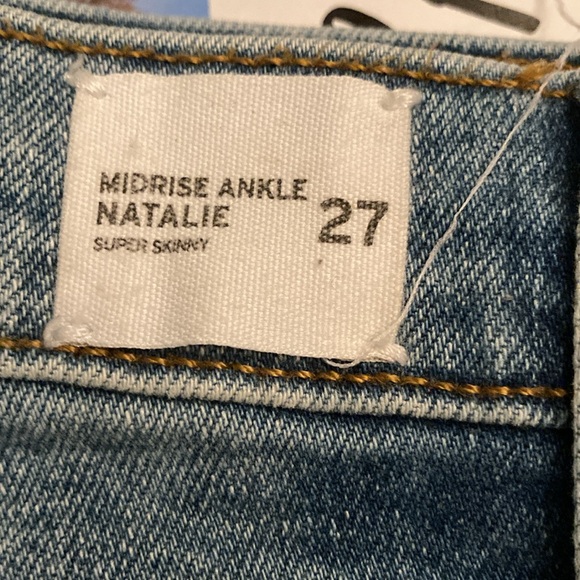 MIDRISE ANKLE
NATALIE 27
SUPER SKINNY